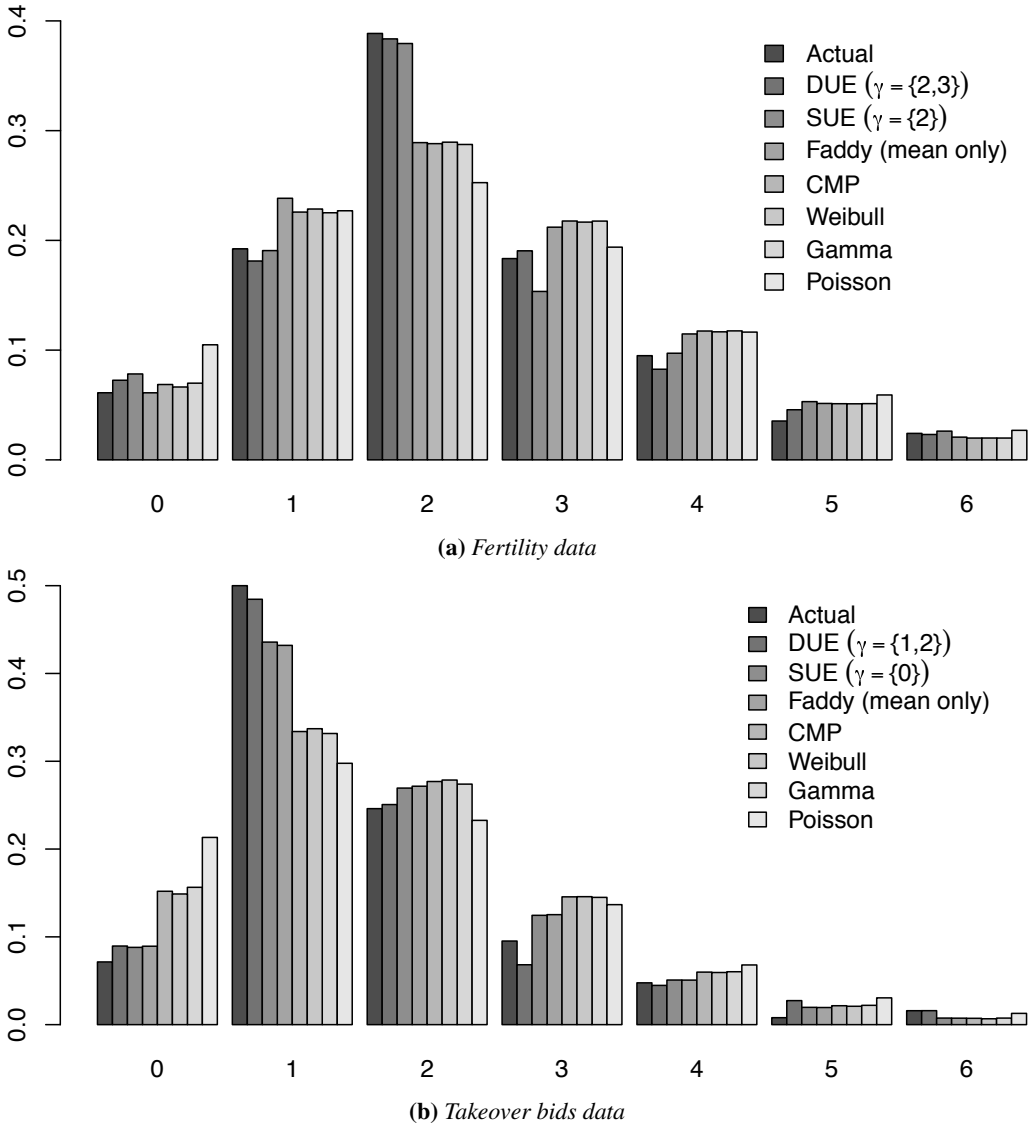 0.4
0.3
0.2
0.1
0.0
Actual
DUE (γ = {2,3})
SUE (γ = {2})
Faddy (mean only)
CMP
Weibull
Gamma
Poisson
0 1 2 3 4 5 6
(a) Fertility data
0.5
0.4
0.3
0.2
0.1
0.0
Actual
DUE (γ = {1,2})
SUE (γ = {0})
Faddy (mean only)
CMP
Weibull
Gamma
Poisson
0 1 2 3 4 5 6
(b) Takeover bids data